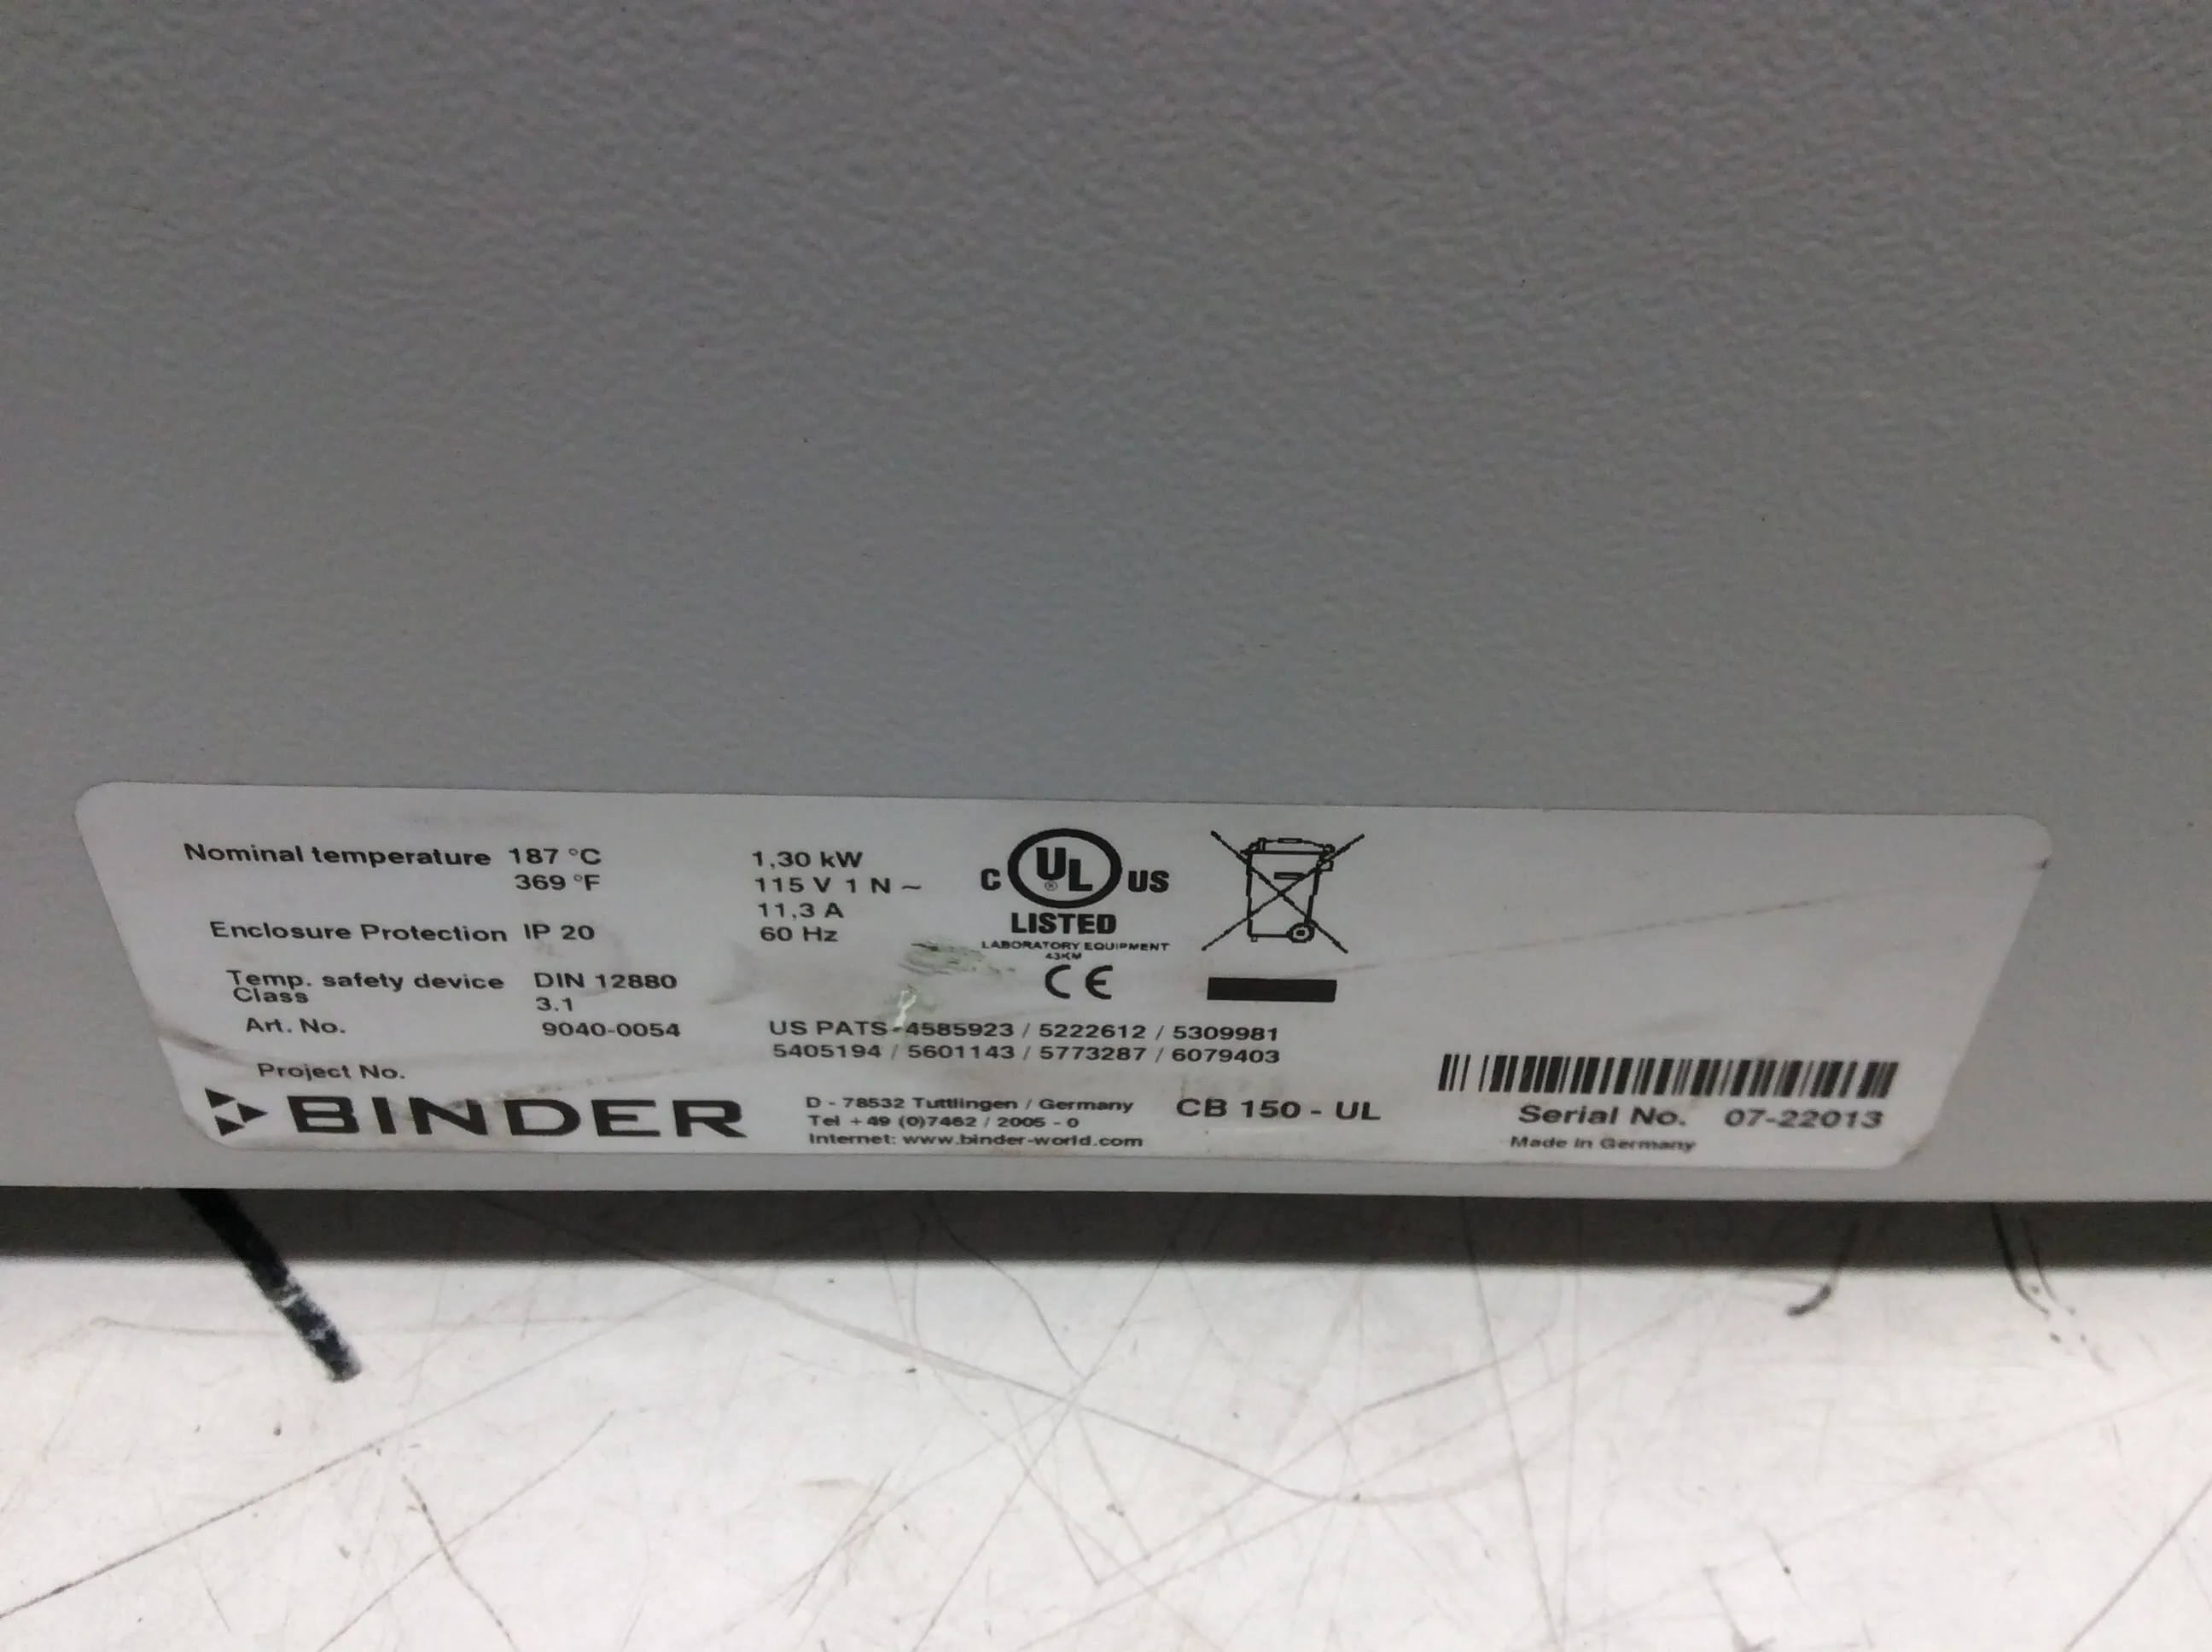 Nominal temperature 187 °C
369 °F
Enclosure Protection IP 20
Temp. safety device DIN 12880
Class 3.1
Art. No. 9040-0054
Project No.
BINDER
1,30 kW
115 V 1 N ~
11,3 A
60 Hz
C UL ® US
LISTED
LABORATORY EQUIPMENT
43KM
CE
US PATS-4585923 / 5222612 / 5309981
5405194 / 5601143 / 5773287 / 6079403
D - 78532 Tuttlingen / Germany
Tel +49 (0)7462 / 2005 - 0
Internet: www.binder-world.com
CB 150 - UL
Serial No. 07-22013
Made in Germany